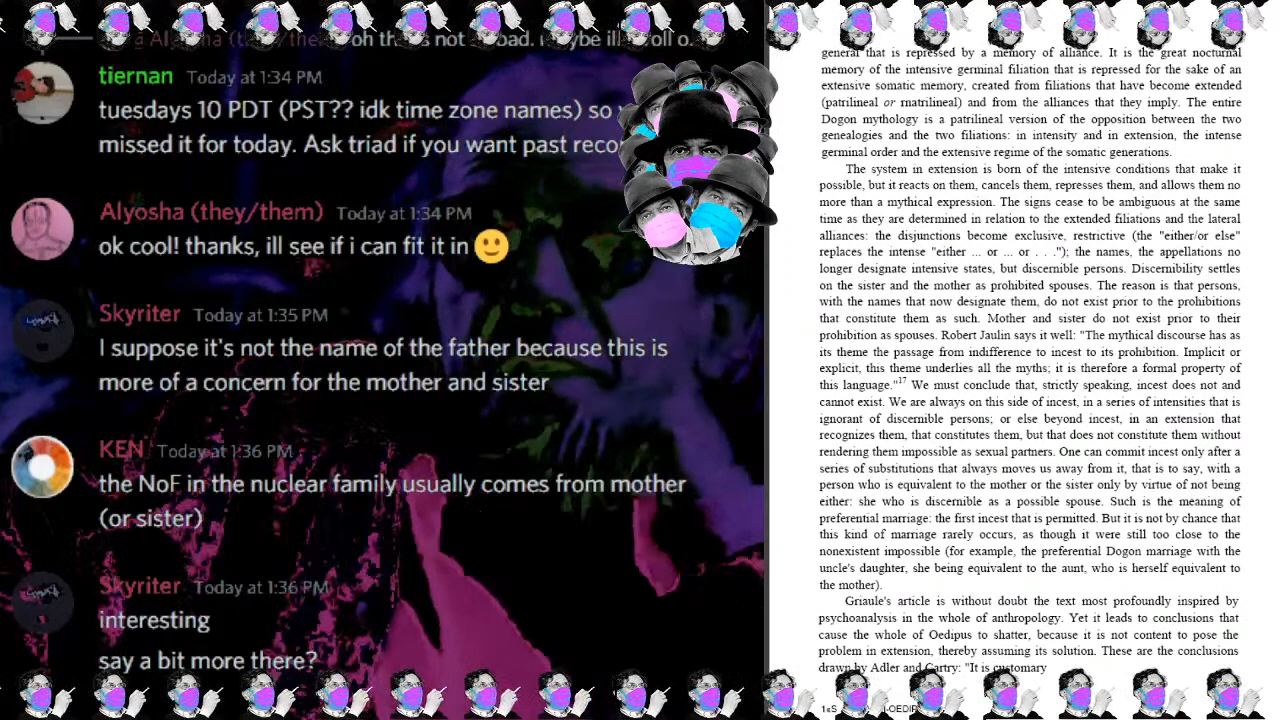 Al
oh th s not bad. ybe ill oll o.
tiernan Today at 1:34 PM
tuesdays 10 PDT (PST?? idk time zone names) so
missed it for today. Ask triad if you want past reco
Alyosha (they/them) Today at 1:34 PM
ok cool! thanks, ill see if i can fit it in 🙂
Skyriter Today at 1:35 PM
I suppose it's not the name of the father because this is
more of a concern for the mother and sister
KEN Today at 1:36 PM
the NoF in the nuclear family usually comes from mother
(or sister)
Skyriter Today at 1:36 PM
interesting
say a bit more there?
general that is repressed by a memory of alliance. It is the great nocturnal
memory of the intensive germinal filiation that is repressed for the sake of an
extensive somatic memory, created from filiations that have become extended
(patrilineal or rnatrilineal) and from the alliances that they imply. The entire
Dogon mythology is a patrilineal version of the opposition between the two
genealogies and the two filiations: in intensity and in extension, the intense
germinal order and the extensive regime of the somatic generations.
The system in extension is born of the intensive conditions that make it
possible, but it reacts on them, cancels them, represses them, and allows them no
more than a mythical expression. The signs cease to be ambiguous at the same
time as they are determined in relation to the extended filiations and the lateral
alliances: the disjunctions become exclusive, restrictive (the "either/or else"
replaces the intense "either ... or ... or . . ."); the names, the appellations no
longer designate intensive states, but discernible persons. Discernibility settles
on the sister and the mother as prohibited spouses. The reason is that persons,
with the names that now designate them, do not exist prior to the prohibitions
that constitute them as such. Mother and sister do not exist prior to their
prohibition as spouses. Robert Jaulin says it well: "The mythical discourse has as
its theme the passage from indifference to incest to its prohibition. Implicit or
explicit, this theme underlies all the myths; it is therefore a formal property of
this language."17 We must conclude that, strictly speaking, incest does not and
cannot exist. We are always on this side of incest, in a series of intensities that is
ignorant of discernible persons; or else beyond incest, in an extension that
recognizes them, that constitutes them, but that does not constitute them without
rendering them impossible as sexual partners. One can commit incest only after a
series of substitutions that always moves us away from it, that is to say, with a
person who is equivalent to the mother or the sister only by virtue of not being
either: she who is discernible as a possible spouse. Such is the meaning of
preferential marriage: the first incest that is permitted. But it is not by chance that
this kind of marriage rarely occurs, as though it were still too close to the
nonexistent impossible (for example, the preferential Dogon marriage with the
uncle's daughter, she being equivalent to the aunt, who is herself equivalent to
the mother).
Griaule's article is without doubt the text most profoundly inspired by
psychoanalysis in the whole of anthropology. Yet it leads to conclusions that
cause the whole of Oedipus to shatter, because it is not content to pose the
problem in extension, thereby assuming its solution. These are the conclusions
drawn by Adler and Cartry: "It is customary